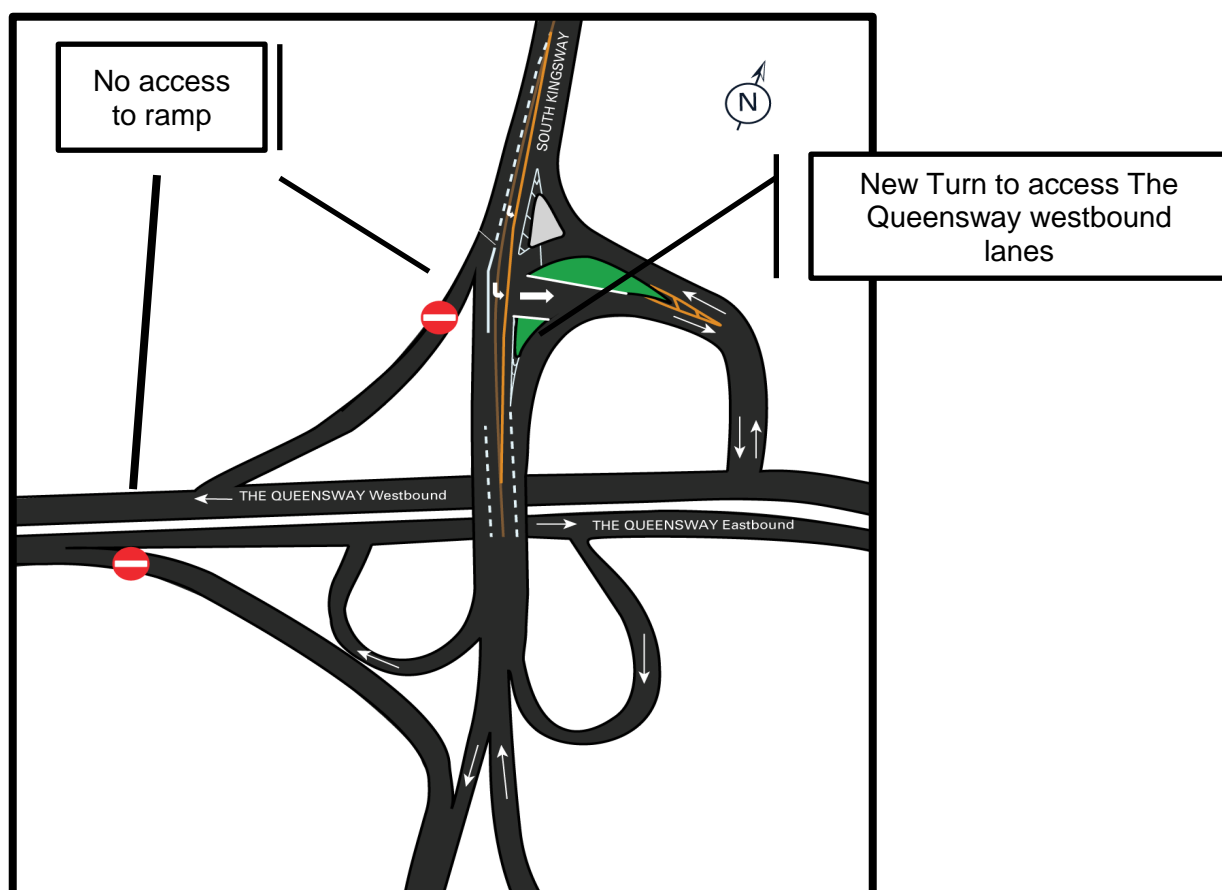 No access
to ramp
SOUTH KINGSWAY
N
New Turn to access The
Queensway westbound
lanes
THE QUEENSWAY Westbound
THE QUEENSWAY Eastbound